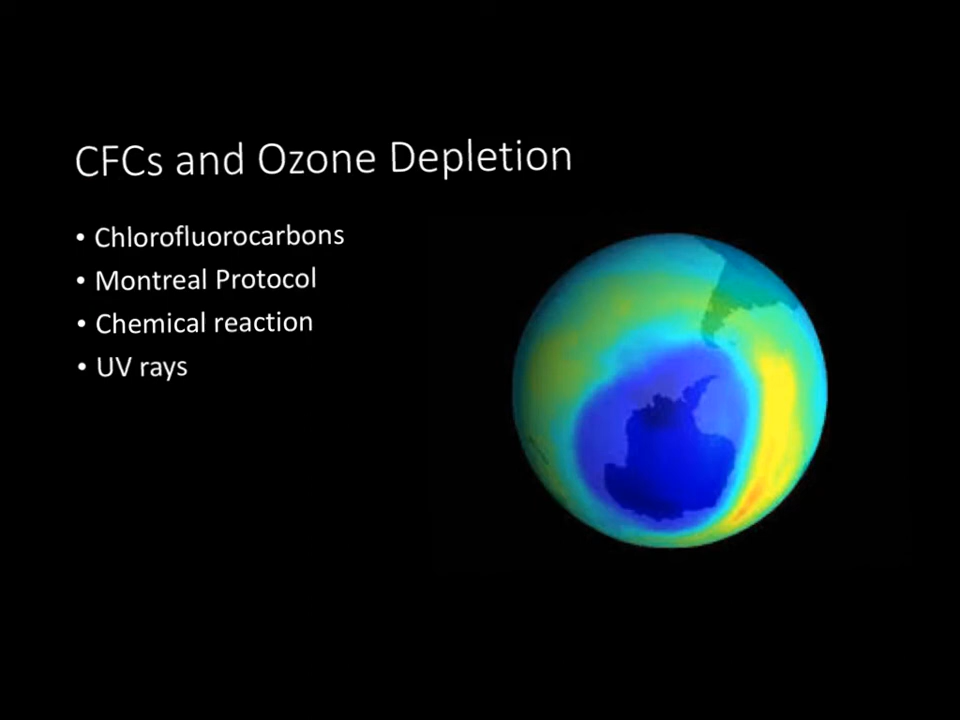 CFCs and Ozone Depletion
• Chlorofluorocarbons
• Montreal Protocol
• Chemical reaction
• UV rays